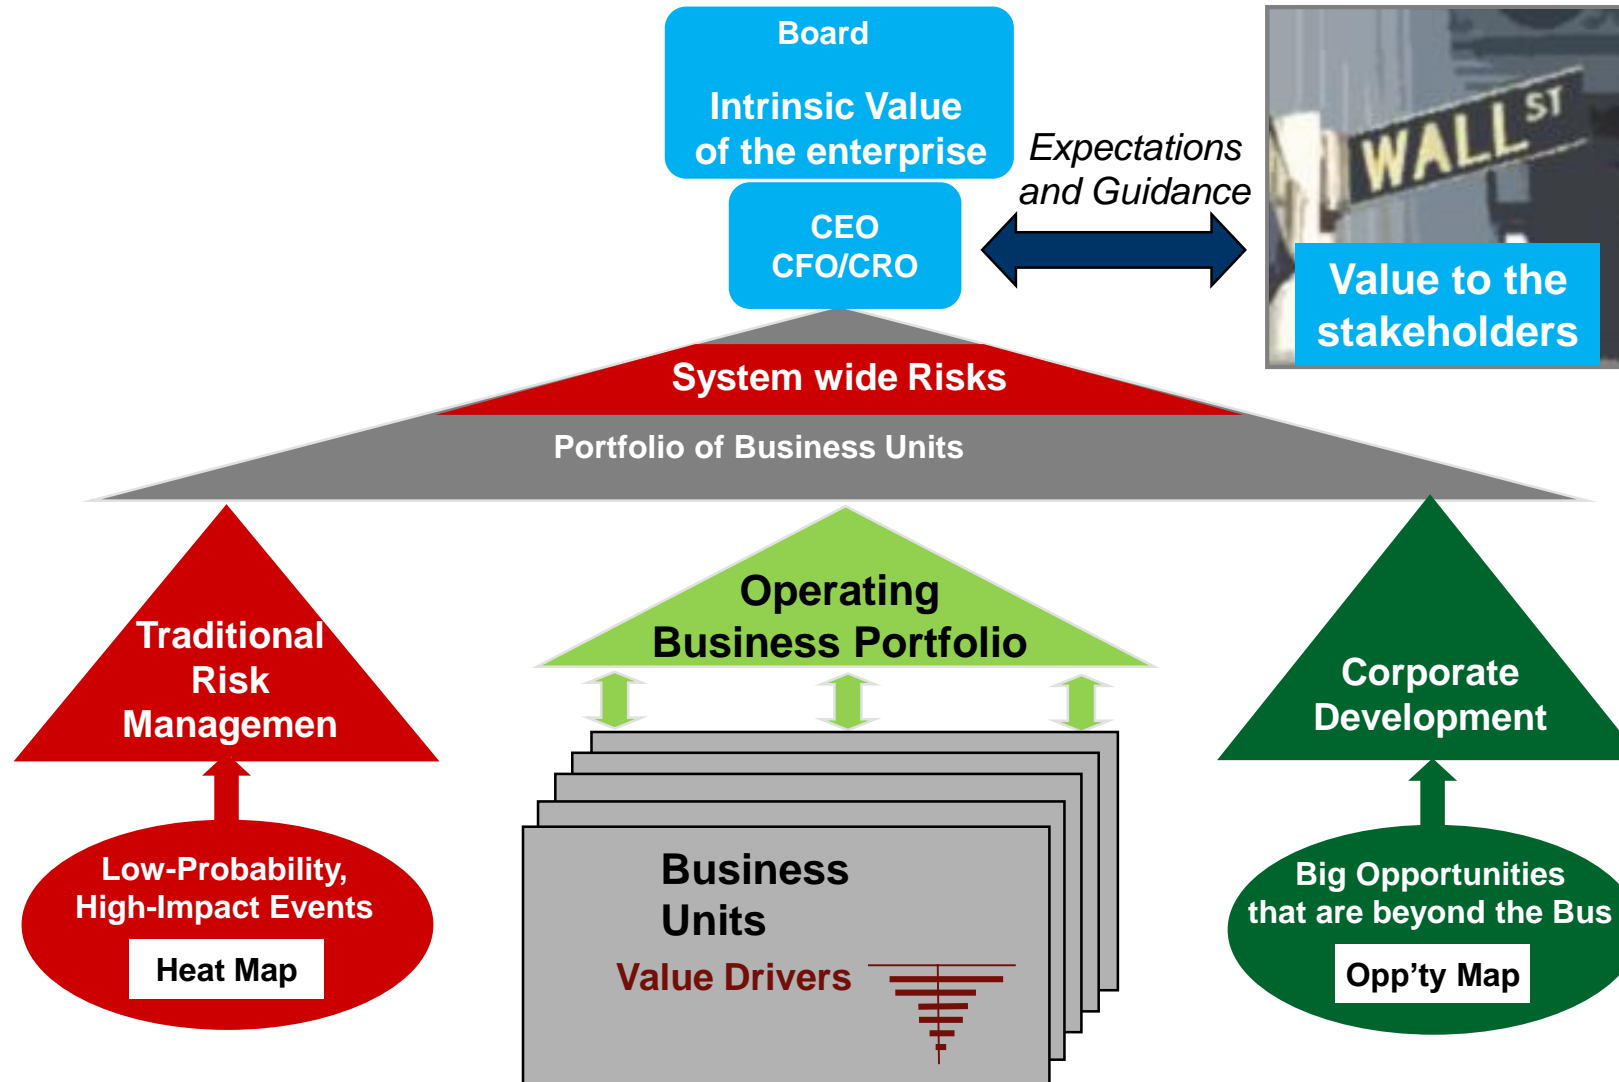 Board
Intrinsic Value
of the enterprise
Expectations
and Guidance
WALL ST
CEO
CFO/CRO
Value to the
stakeholders
System wide Risks
Portfolio of Business Units
Operating
Business Portfolio
Traditional
Risk
Managemen
Corporate
Development
Low-Probability,
High-Impact Events
Heat Map
Business
Units
Value Drivers
Big Opportunities
that are beyond the Bus
Opp’ty Map